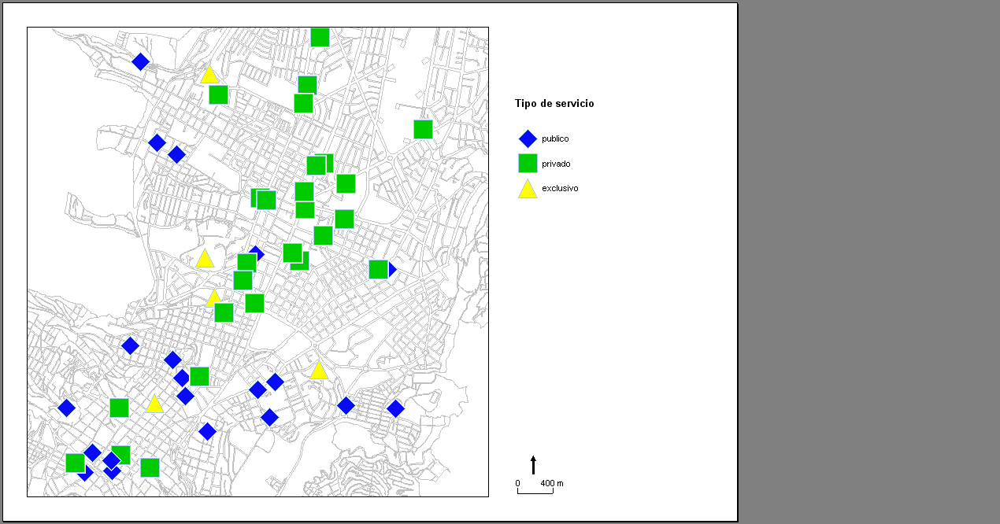 Tipo de servicio
publico
privado
exclusivo
0 400 m